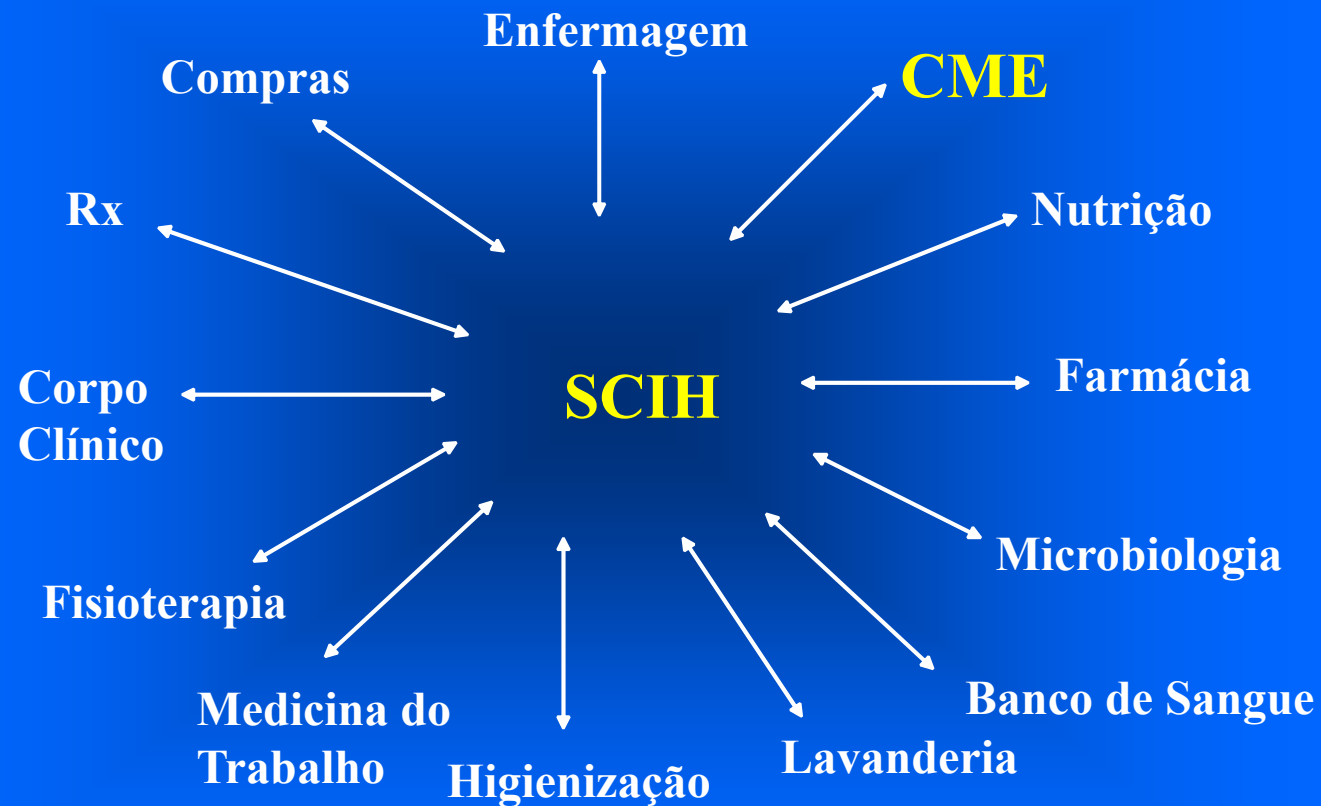 Enfermagem
Compras
CME
Rx
Nutrição
Corpo
Clínico
SCIH
Farmácia
Microbiologia
Fisioterapia
Medicina do
Trabalho
Banco de Sangue
Higienização
Lavanderia